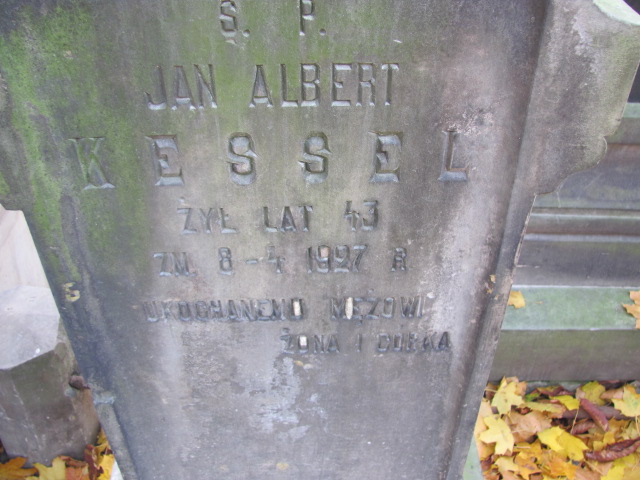 Ś. P.
JAN ALBERT
KESSEL
ŻYŁ LAT 43
ZM. 8-4 1927 R
UKOCHANEMU MĘŻOWI
ŻONA I CÓRKA